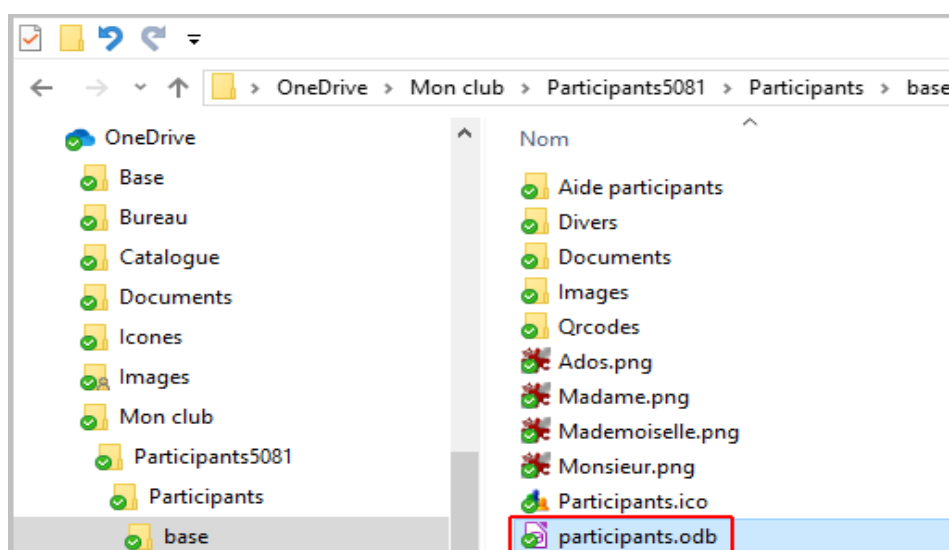 OneDrive > Mon club > Participants5081 > Participants > base
OneDrive
Base
Bureau
Catalogue
Documents
Icones
Images
Mon club
Participants5081
Participants
base
Nom
Aide participants
Divers
Documents
Images
Qrcodes
Ados.png
Madame.png
Mademoiselle.png
Monsieur.png
Participants.ico
participants.odb